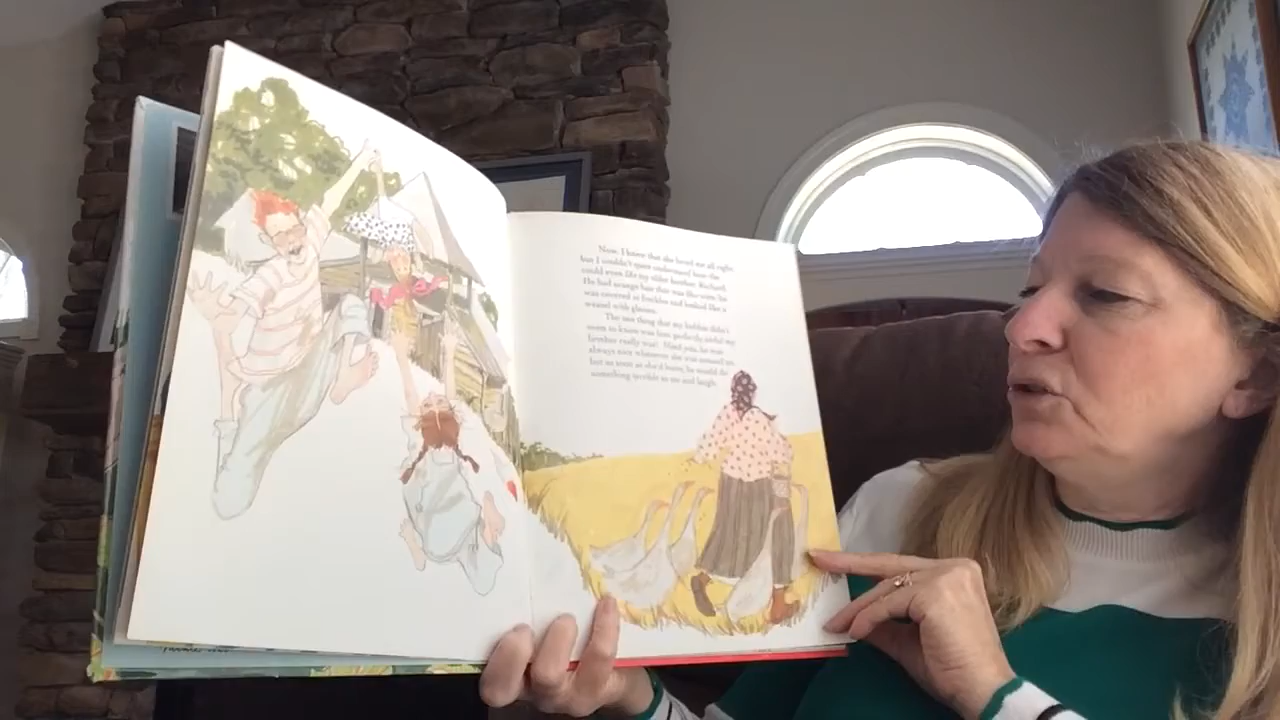 Now, I knew that she loved me all right,
but I couldn't quite understand how she
could even like my older brother, Richard.
He had orange hair that was like wire; he
was covered in freckles and looked like a
weasel with glasses.
The one thing that my bubbie didn't
seem to know was how perfectly awful my
brother really was! Mind you, he was
always nice whenever she was around us,
but as soon as she'd leave, he would do
something terrible to me and laugh.